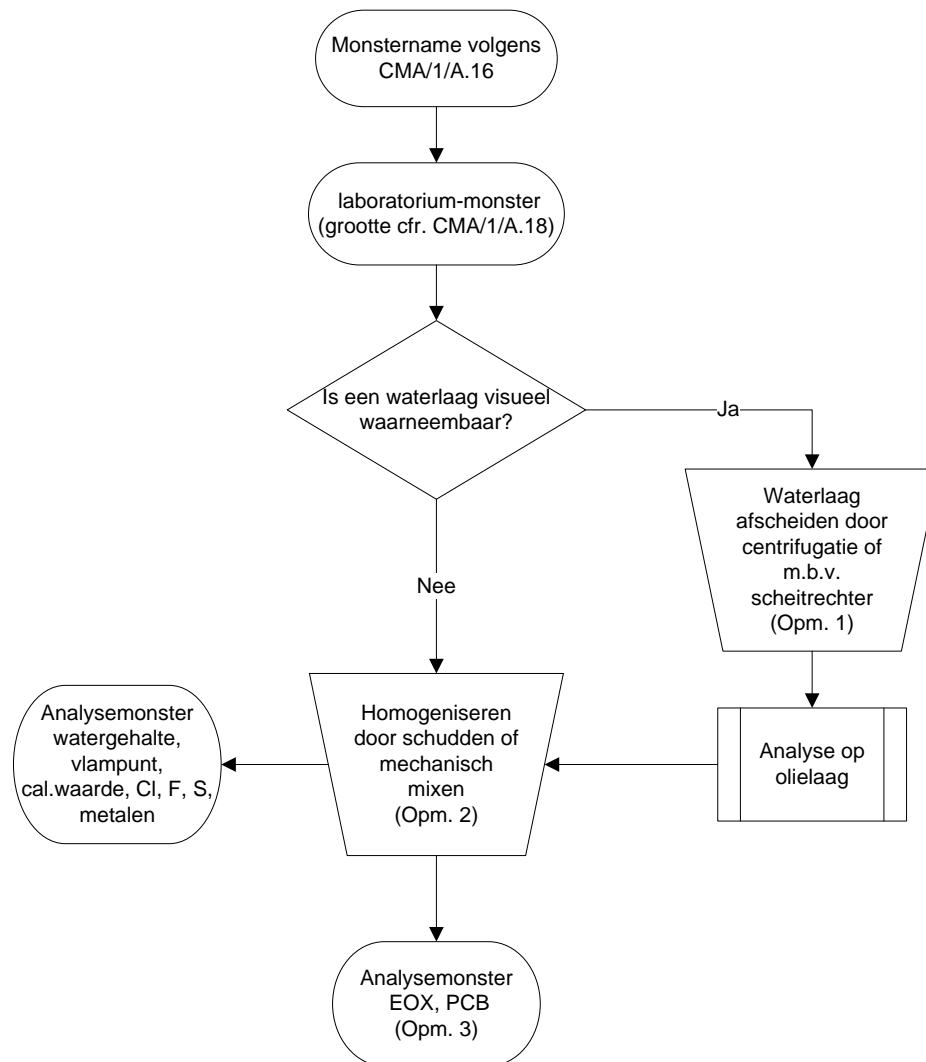 Monstername volgens
CMA/1/A.16
laboratorium-monster
(grootte cfr. CMA/1/A.18)
Is een waterlaag visueel
waarneembaar?
Ja
Waterlaag
afscheiden door
centrifugatie of
m.b.v.
scheitrechter
(Opm. 1)
Nee
Analysemonster
watergehalte,
vlampunt,
cal.waarde, Cl, F, S,
metalen
Homogeniseren
door schudden of
mechanisch
mixen
(Opm. 2)
Analyse op
olielaag
Analysemonster
EOX, PCB
(Opm. 3)